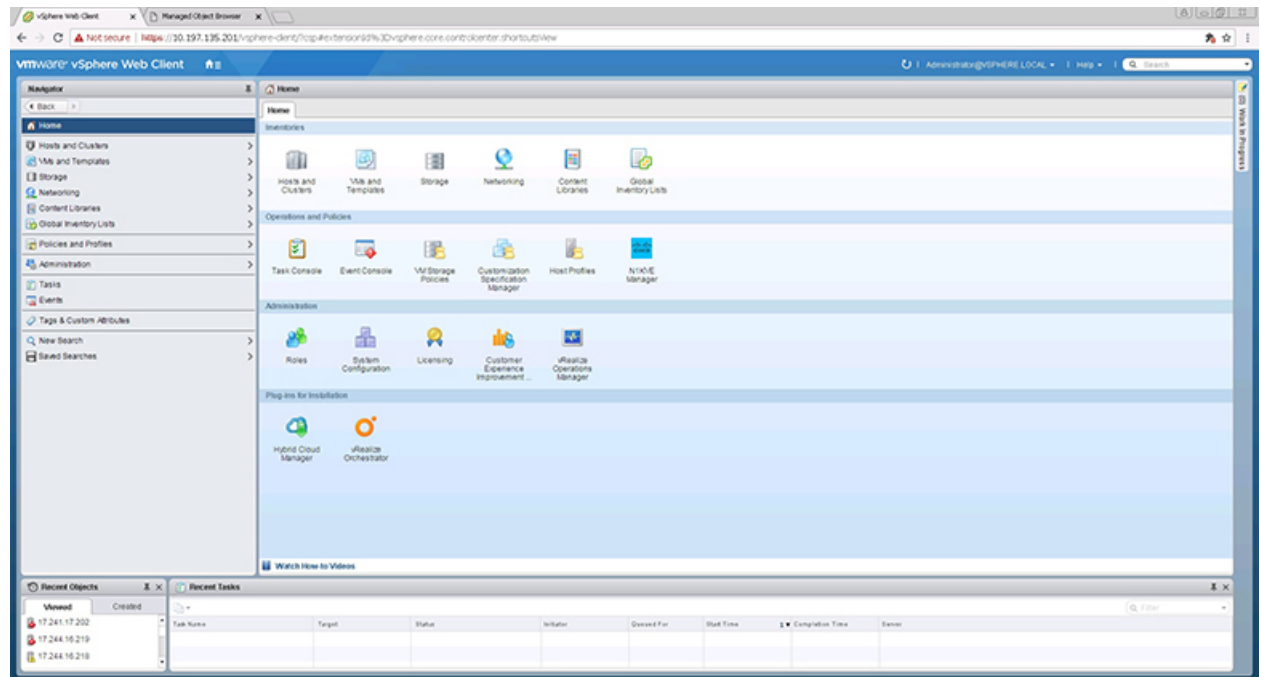 vSphere Web Client
Managed Object Browser
Not secure
https://10.197.135.201/vsphere-client/?csp#extensionId%3Dvsphere.core.controlcenter.shortcutsView
vmware vSphere Web Client
Administrator@VSPHERE.LOCAL
Help
Search
Navigator
Back
Home
Hosts and Clusters
VMs and Templates
Storage
Networking
Content Libraries
Global Inventory Lists
Policies and Profiles
Administration
Tasks
Events
Tags & Custom Attributes
New Search
Saved Searches
Home
Home
Inventories
Hosts and
Clusters
VMs and
Templates
Storage
Networking
Content
Libraries
Global
Inventory Lists
Operations and Policies
Task Console
Event Console
VM Storage
Policies
Customization
Specification
Manager
Host Profiles
N1KVE
Manager
Administration
Roles
System
Configuration
Licensing
Customer
Experience
Improvement ...
vRealize
Operations
Manager
Plug-ins for Installation
Hybrid Cloud
Manager
vRealize
Orchestrator
Watch How-to Videos
Work In Progress
Recent Objects
Viewed
Created
17.241.17.202
17.244.16.219
17.244.16.218
Recent Tasks
Filter
Task Name
Target
Status
Initiator
Queued For
Start Time
1
Completion Time
Server